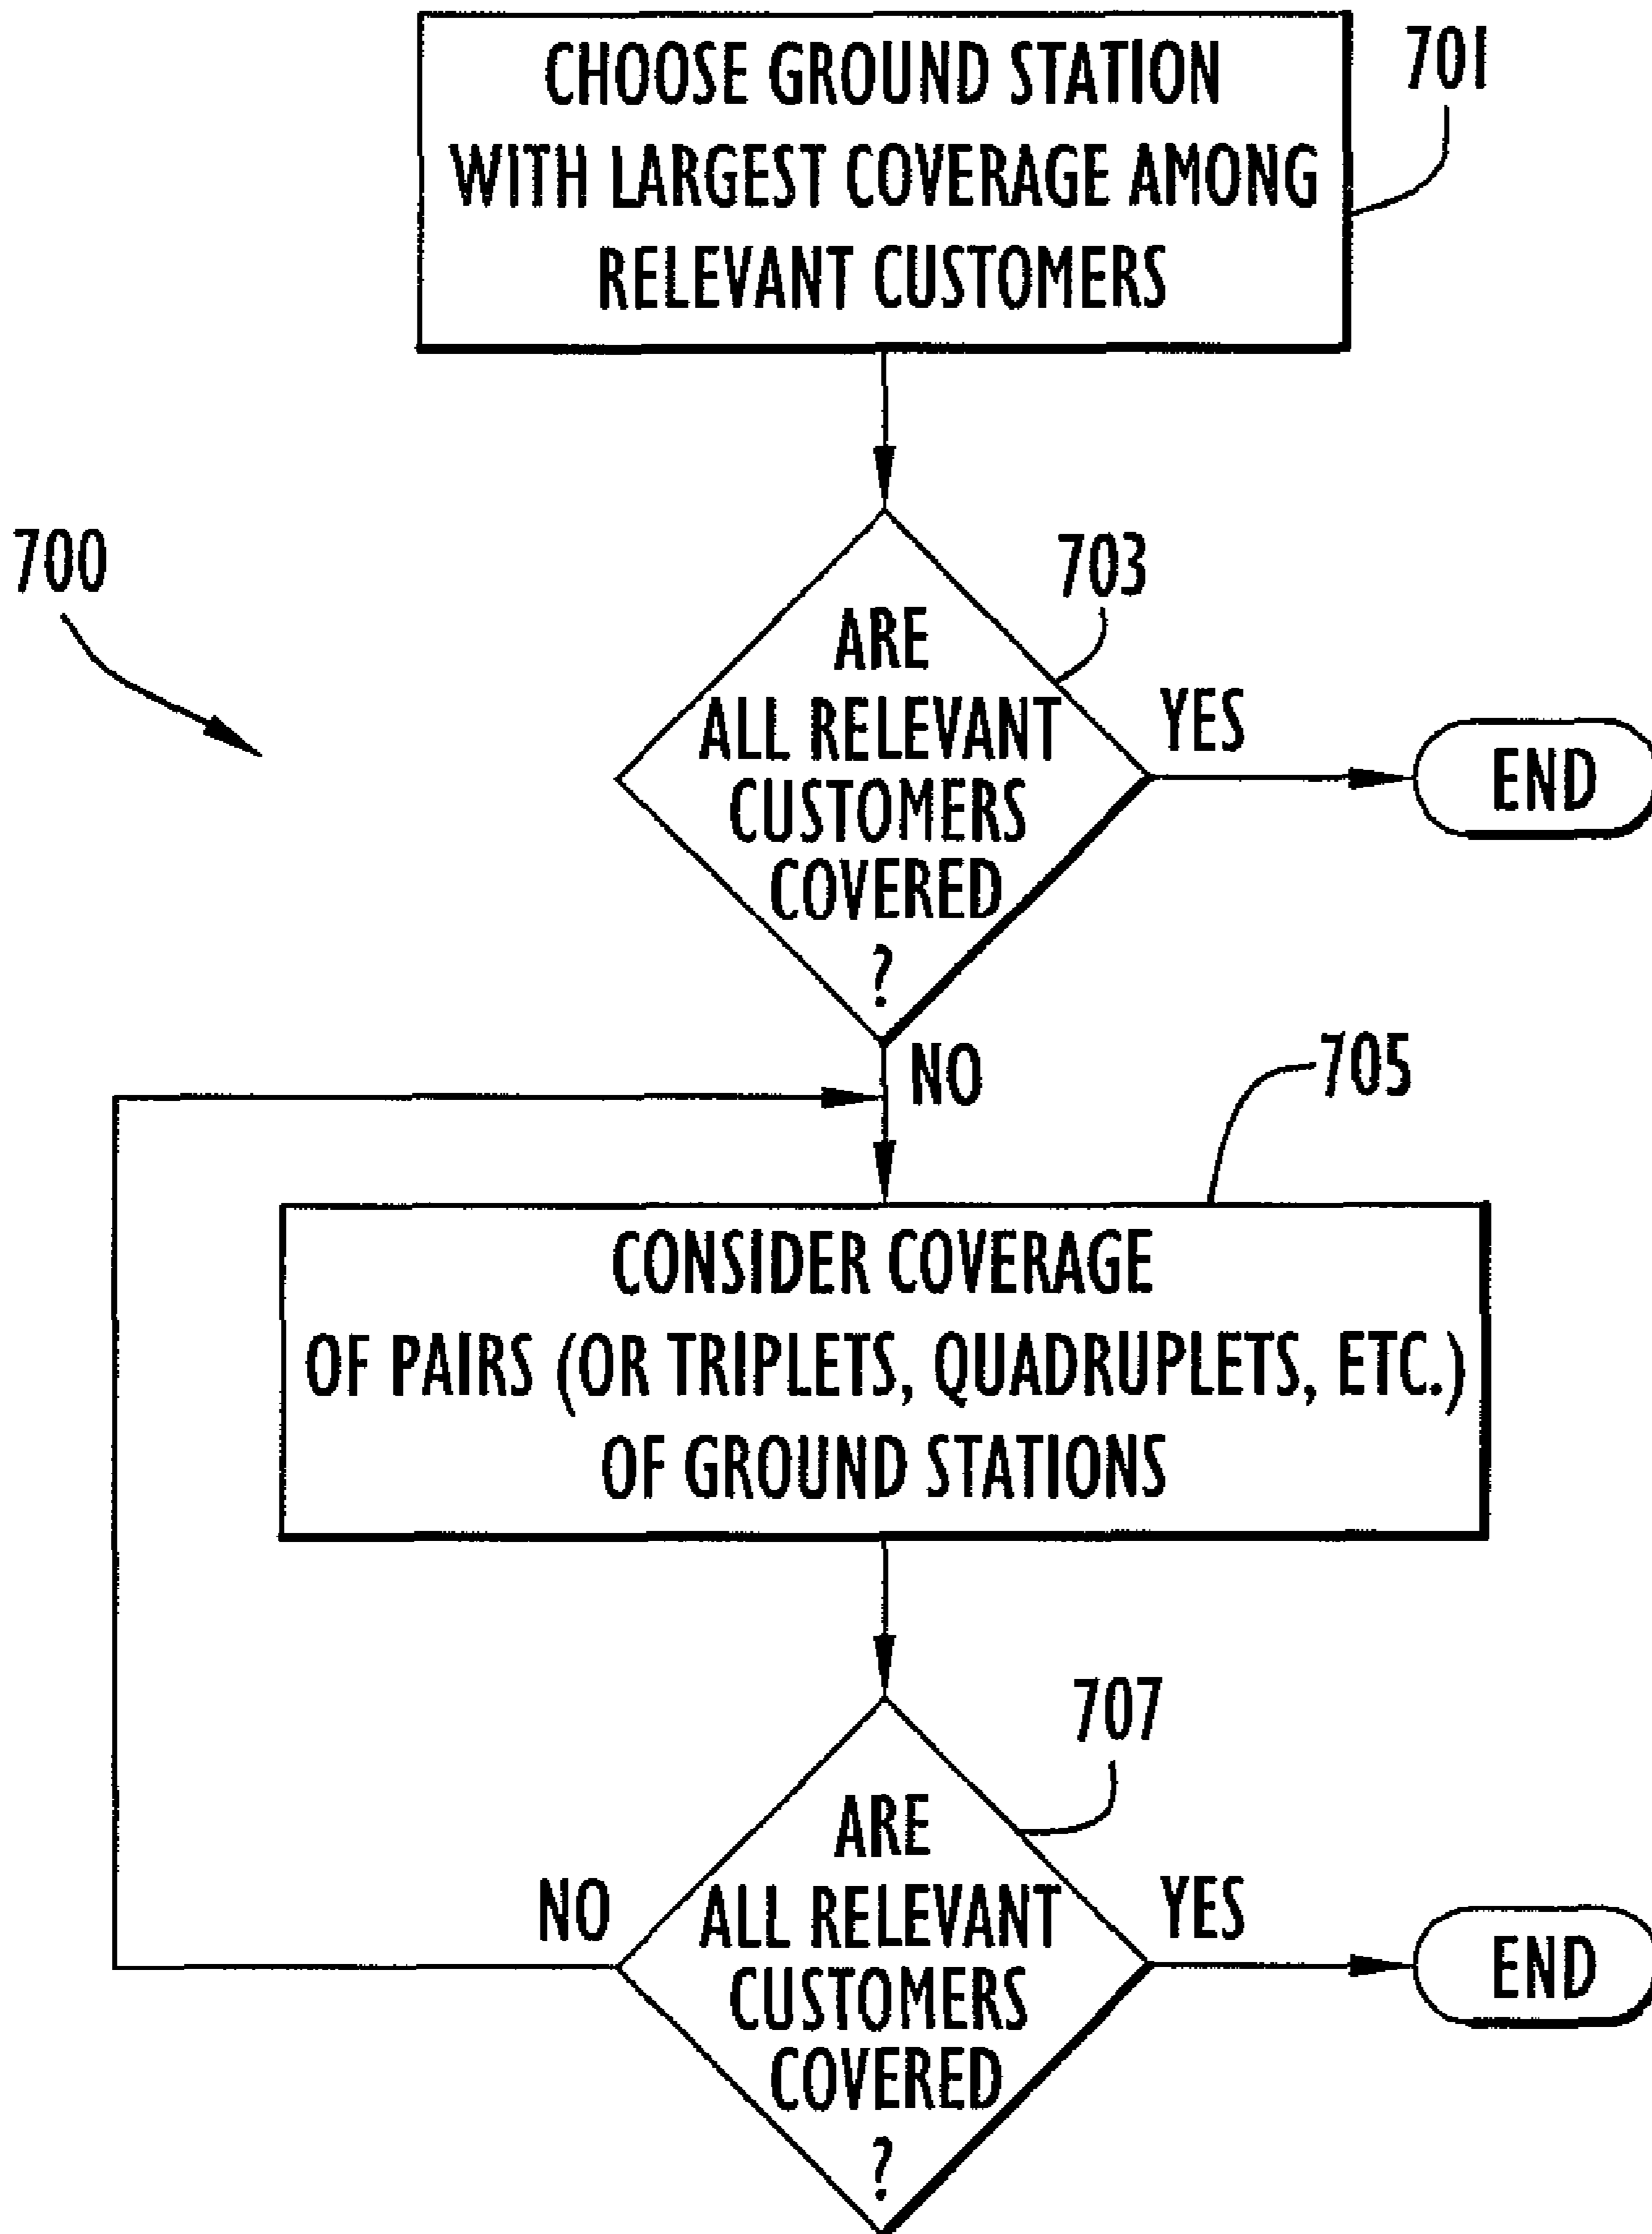 CHOOSE GROUND STATION
WITH LARGEST COVERAGE AMONG
RELEVANT CUSTOMERS
701
700
703
ARE
ALL RELEVANT
CUSTOMERS
COVERED
?
YES
END
NO
705
CONSIDER COVERAGE
OF PAIRS (OR TRIPLETS, QUADRUPLETS, ETC.)
OF GROUND STATIONS
707
ARE
ALL RELEVANT
CUSTOMERS
COVERED
?
NO
YES
END